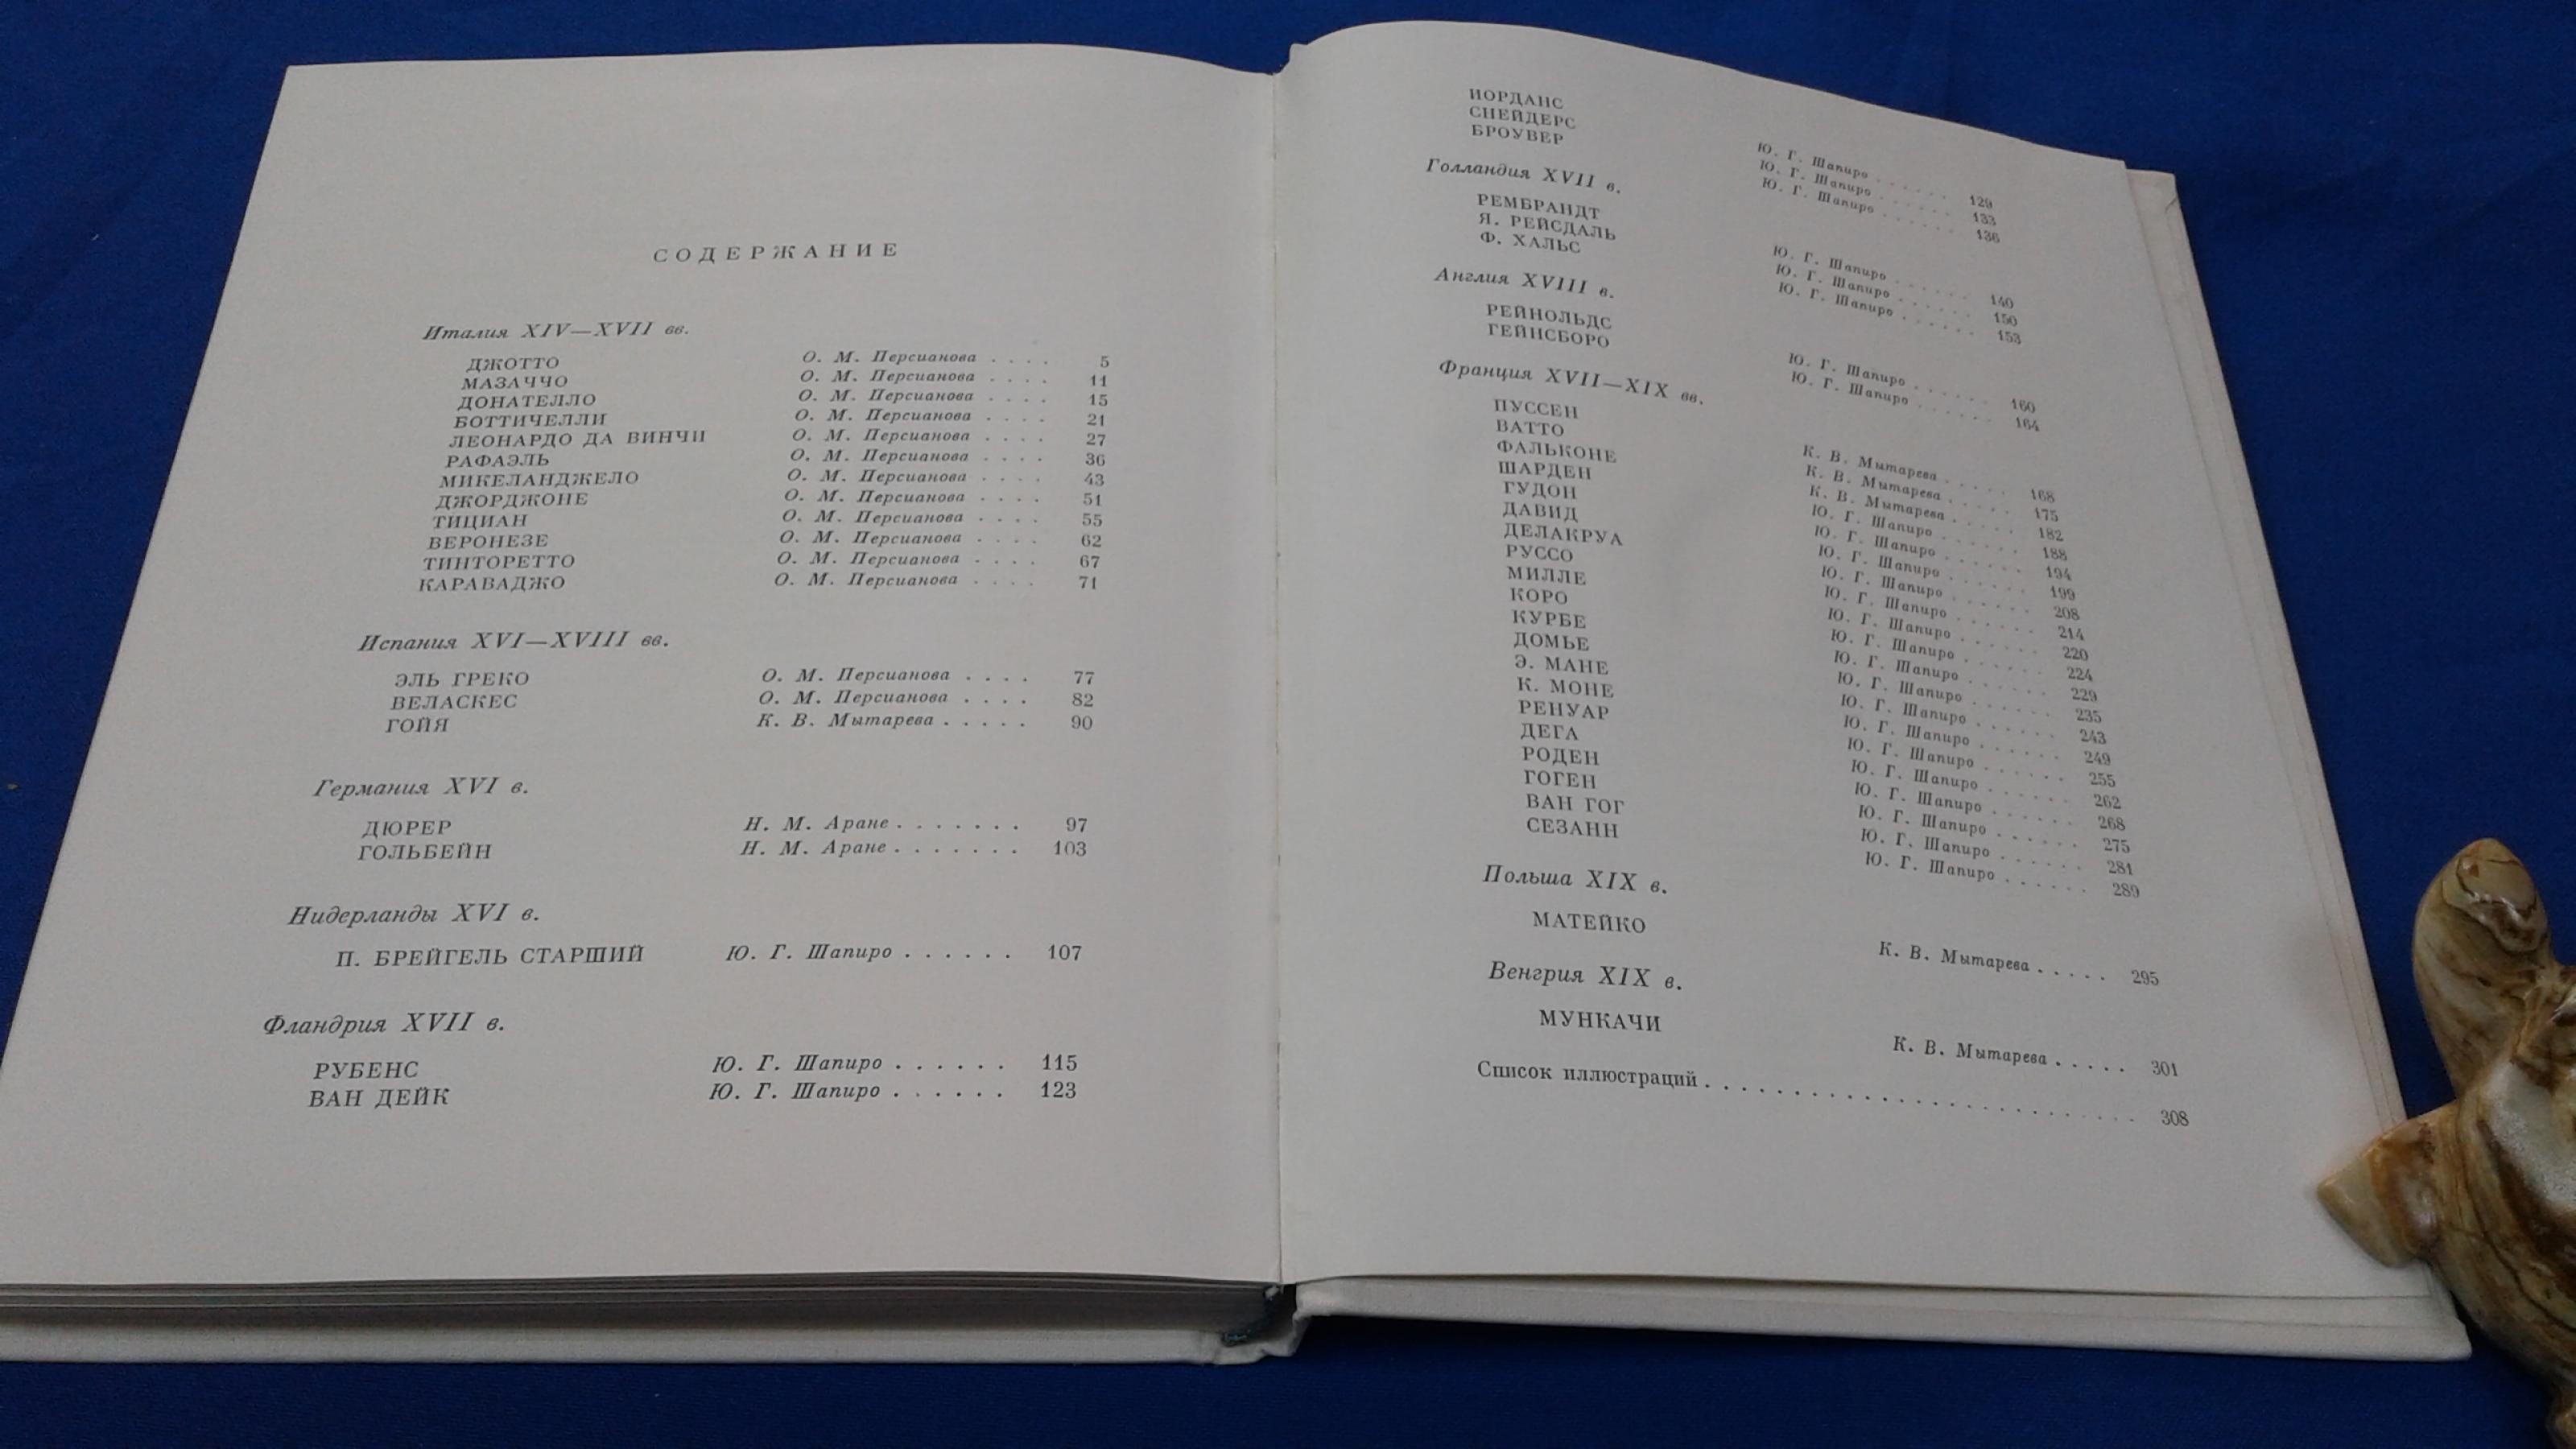 СОДЕРЖАНИЕ
Италия XIV—XVII вв.
ДЖОТТО О. М. Персианова . . . . 5
МАЗАЧЧО О. М. Персианова . . . . 11
ДОНАТЕЛЛО О. М. Персианова . . . . 15
БОТТИЧЕЛЛИ О. М. Персианова . . . . 21
ЛЕОНАРДО ДА ВИНЧИ О. М. Персианова . . . . 27
РАФАЭЛЬ О. М. Персианова . . . . 36
МИКЕЛАНДЖЕЛО О. М. Персианова . . . . 43
ДЖОРДЖОНЕ О. М. Персианова . . . . 51
ТИЦИАН О. М. Персианова . . . . 55
ВЕРОНЕЗЕ О. М. Персианова . . . . 62
ТИНТОРЕТТО О. М. Персианова . . . . 67
КАРАВАДЖО О. М. Персианова . . . . 71
Испания XVI—XVIII вв.
ЭЛЬ ГРЕКО О. М. Персианова . . . . 77
ВЕЛАСКЕС О. М. Персианова . . . . 82
ГОЙЯ К. В. Мытарева . . . . . 90
Германия XVI в.
ДЮРЕР Н. М. Аране . . . . . . . 97
ГОЛЬБЕЙН Н. М. Аране . . . . . . . 103
Нидерланды XVI в.
П. БРЕЙГЕЛЬ СТАРШИЙ Ю. Г. Шапиро . . . . . . 107
Фландрия XVII в.
РУБЕНС Ю. Г. Шапиро . . . . . . 115
ВАН ДЕЙК Ю. Г. Шапиро . . . . . . 123
ИОРДАНС Ю. Г. Шапиро . . . . . . 129
СНЕЙДЕРС Ю. Г. Шапиро . . . . . . 133
БРОУВЕР Ю. Г. Шапиро . . . . . . 136
Голландия XVII в.
РЕМБРАНДТ Ю. Г. Шапиро . . . . . . 140
Я. РЕЙСДАЛЬ Ю. Г. Шапиро . . . . . . 150
Ф. ХАЛЬС Ю. Г. Шапиро . . . . . . 153
Англия XVIII в.
РЕЙНОЛЬДС Ю. Г. Шапиро . . . . . . 160
ГЕЙНСБОРО Ю. Г. Шапиро . . . . . . 164
Франция XVII—XIX вв.
ПУССЕН К. В. Мытарева . . . . . 168
ВАТТО К. В. Мытарева . . . . . 175
ФАЛЬКОНЕ К. В. Мытарева . . . . . 182
ШАРДЕН Ю. Г. Шапиро . . . . . . 188
ГУДОН Ю. Г. Шапиро . . . . . . 194
ДАВИД Ю. Г. Шапиро . . . . . . 199
ДЕЛАКРУА Ю. Г. Шапиро . . . . . . 208
РУССО Ю. Г. Шапиро . . . . . . 214
МИЛЛЕ Ю. Г. Шапиро . . . . . . 220
КОРО Ю. Г. Шапиро . . . . . . 224
КУРБЕ Ю. Г. Шапиро . . . . . . 229
ДОМЬЕ Ю. Г. Шапиро . . . . . . 235
Э. МАНЕ Ю. Г. Шапиро . . . . . . 243
К. МОНЕ Ю. Г. Шапиро . . . . . . 249
РЕНУАР Ю. Г. Шапиро . . . . . . 255
ДЕГА Ю. Г. Шапиро . . . . . . 262
РОДЕН Ю. Г. Шапиро . . . . . . 268
ГОГЕН Ю. Г. Шапиро . . . . . . 275
ВАН ГОГ Ю. Г. Шапиро . . . . . . 281
СЕЗАНН Ю. Г. Шапиро . . . . . . 289
Польша XIX в.
МАТЕЙКО К. В. Мытарева . . . . . 295
Венгрия XIX в.
МУНКАЧИ К. В. Мытарева . . . . . 301
Список иллюстраций . . . . . . . . . . . . . . . . . . . . . . . . . 308